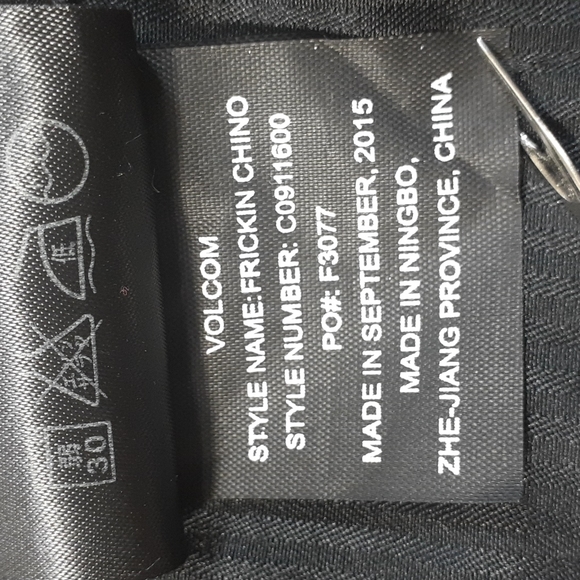 VOLCOM
STYLE NAME: FRICKIN CHINO
STYLE NUMBER: C0911600
PO#: F3077
MADE IN SEPTEMBER, 2015
MADE IN NINGBO,
ZHE-JIANG PROVINCE, CHINA
30